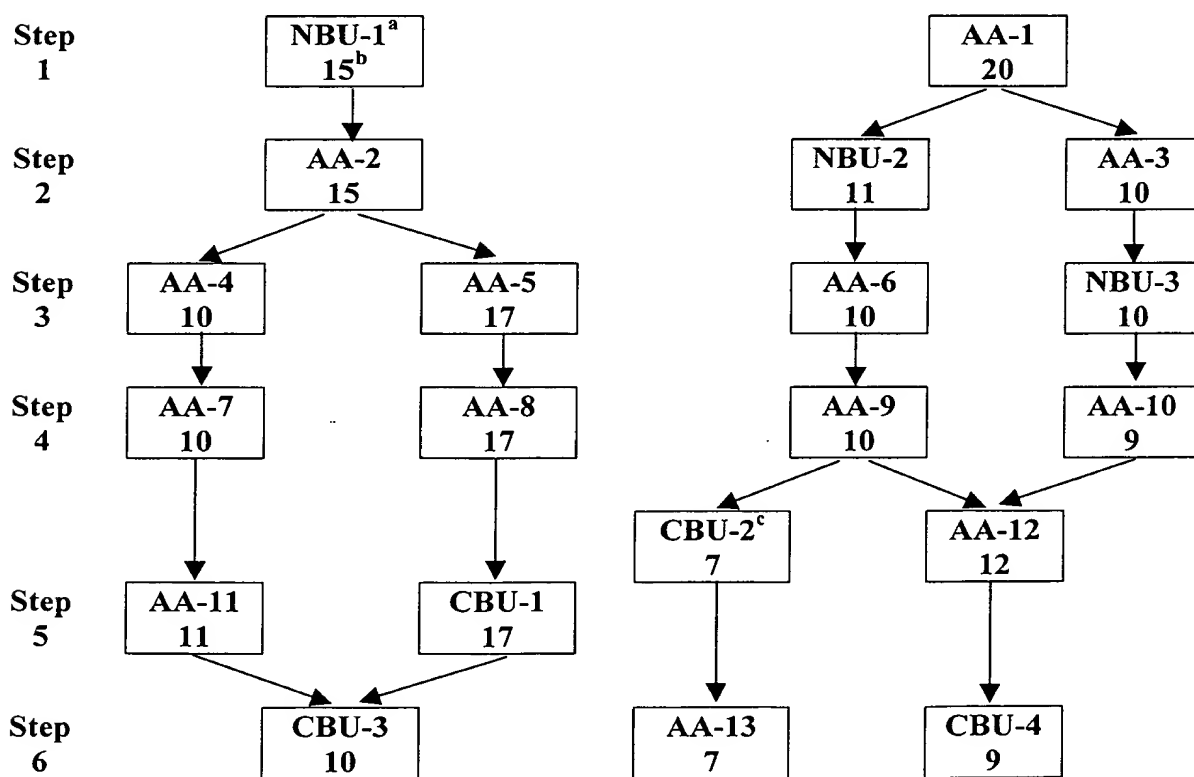 Step
1
NBU-1ᵃ
15ᵇ
AA-1
20
Step
2
AA-2
15
NBU-2
11
AA-3
10
Step
3
AA-4
10
AA-5
17
AA-6
10
NBU-3
10
Step
4
AA-7
10
AA-8
17
AA-9
10
AA-10
9
CBU-2ᶜ
7
AA-12
12
Step
5
AA-11
11
CBU-1
17
Step
6
CBU-3
10
AA-13
7
CBU-4
9